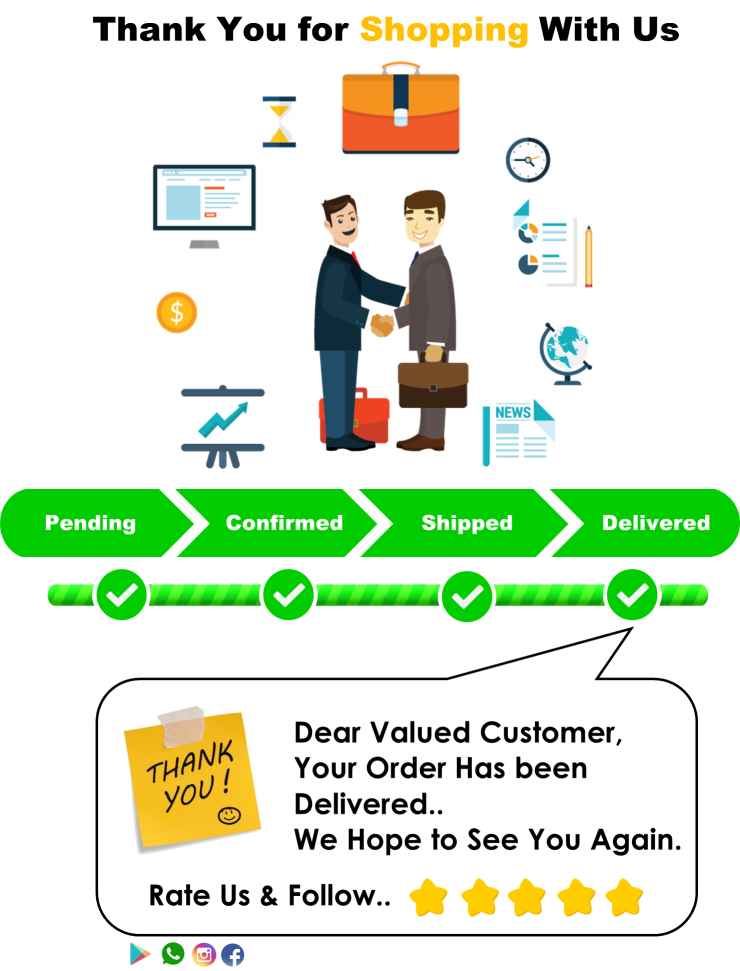 Thank You for Shopping With Us
$
NEWS
Pending
Confirmed
Shipped
Delivered
THANK
YOU !
Dear Valued Customer,
Your Order Has been
Delivered..
We Hope to See You Again.
Rate Us & Follow..